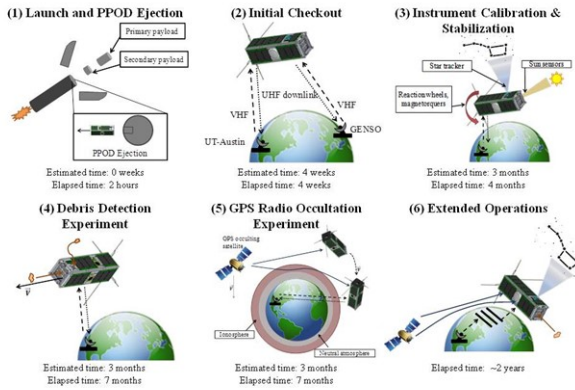 (1) Launch and PPOD Ejection
Primary payload
Secondary payload
PPOD Ejection
Estimated time: 0 weeks
Elapsed time: 2 hours
(2) Initial Checkout
UHF downlink
VHF
VHF
UT-Austin
GENSO
Estimated time: 4 weeks
Elapsed time: 4 weeks
(3) Instrument Calibration &
Stabilization
Star tracker
Sun sensors
Reaction wheels,
magnetorquers
Estimated time: 3 months
Elapsed time: 4 months
(4) Debris Detection
Experiment
v
Estimated time: 3 months
Elapsed time: 7 months
(5) GPS Radio Occultation
Experiment
GPS occulting
satellite
v
v
Ionosphere
Neutral atmosphere
Estimated time: 3 months
Elapsed time: 7 months
(6) Extended Operations
Elapsed time: ~2 years